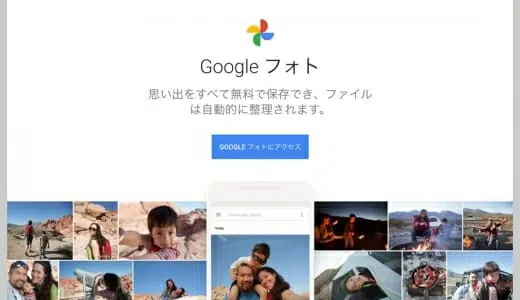 Google フォト
思い出をすべて無料で保存でき、ファイル
は自動的に整理されます。
GOOGLE フォトにアクセス
Today